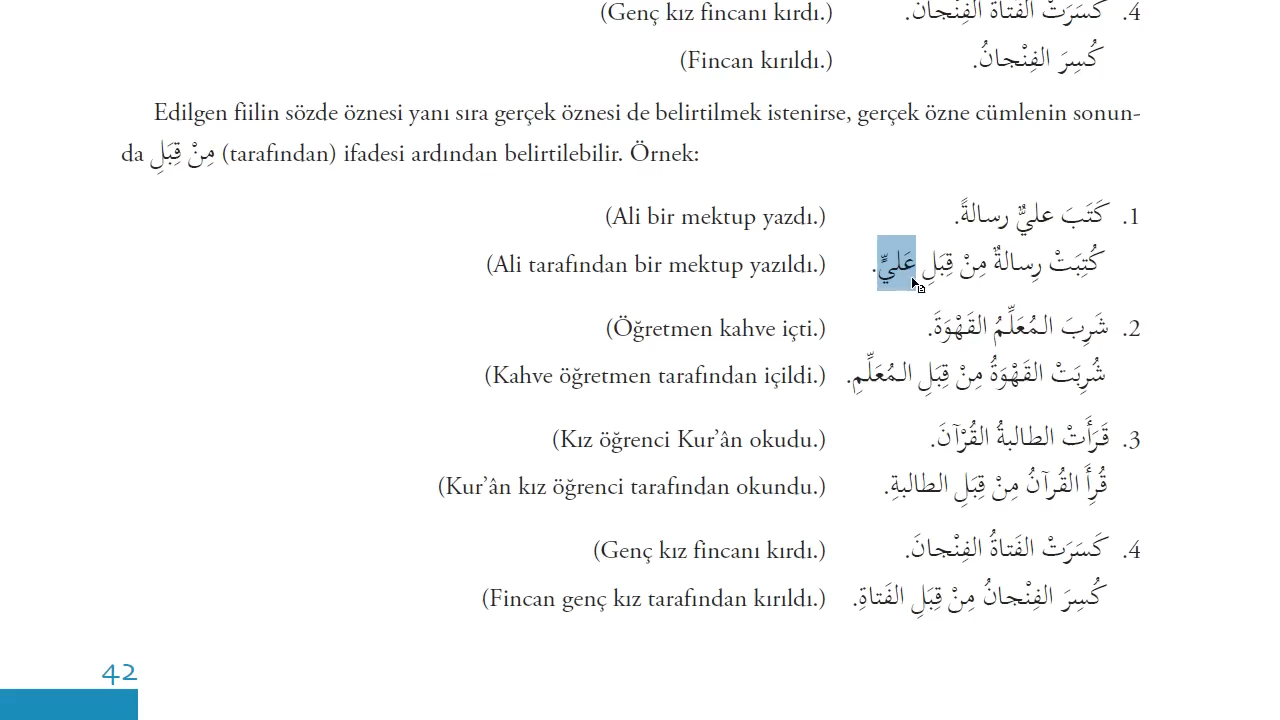 4. كَسَرَتْ الفَتاةُ الفِنْجانَ. (Genç kız fincanı kırdı.)
كُسِرَ الفِنْجانُ. (Fincan kırıldı.)
Edilgen fiilin sözde öznesi yanı sıra gerçek öznesi de belirtilmek istenirse, gerçek özne cümlenin sonun-
da مِنْ قِبَلِ (tarafından) ifadesi ardından belirtilebilir. Örnek:
1. كَتَبَ عليٌّ رسالةً. (Ali bir mektup yazdı.)
كُتِبَتْ رِسالةٌ مِنْ قِبَلِ عَليٍّ. (Ali tarafından bir mektup yazıldı.)
2. شَرِبَ المُعَلِّمُ القَهْوَةَ. (Öğretmen kahve içti.)
شُرِبَتْ القَهْوَةُ مِنْ قِبَلِ المُعَلِّمِ. (Kahve öğretmen tarafından içildi.)
3. قَرَأَتْ الطالبةُ القُرْآنَ. (Kız öğrenci Kur’ân okudu.)
قُرِأَ القُرآنُ مِنْ قِبَلِ الطالبةِ. (Kur’ân kız öğrenci tarafından okundu.)
4. كَسَرَتْ الفَتاةُ الفِنْجانَ. (Genç kız fincanı kırdı.)
كُسِرَ الفِنْجانُ مِنْ قِبَلِ الفَتاةِ. (Fincan genç kız tarafından kırıldı.)
42